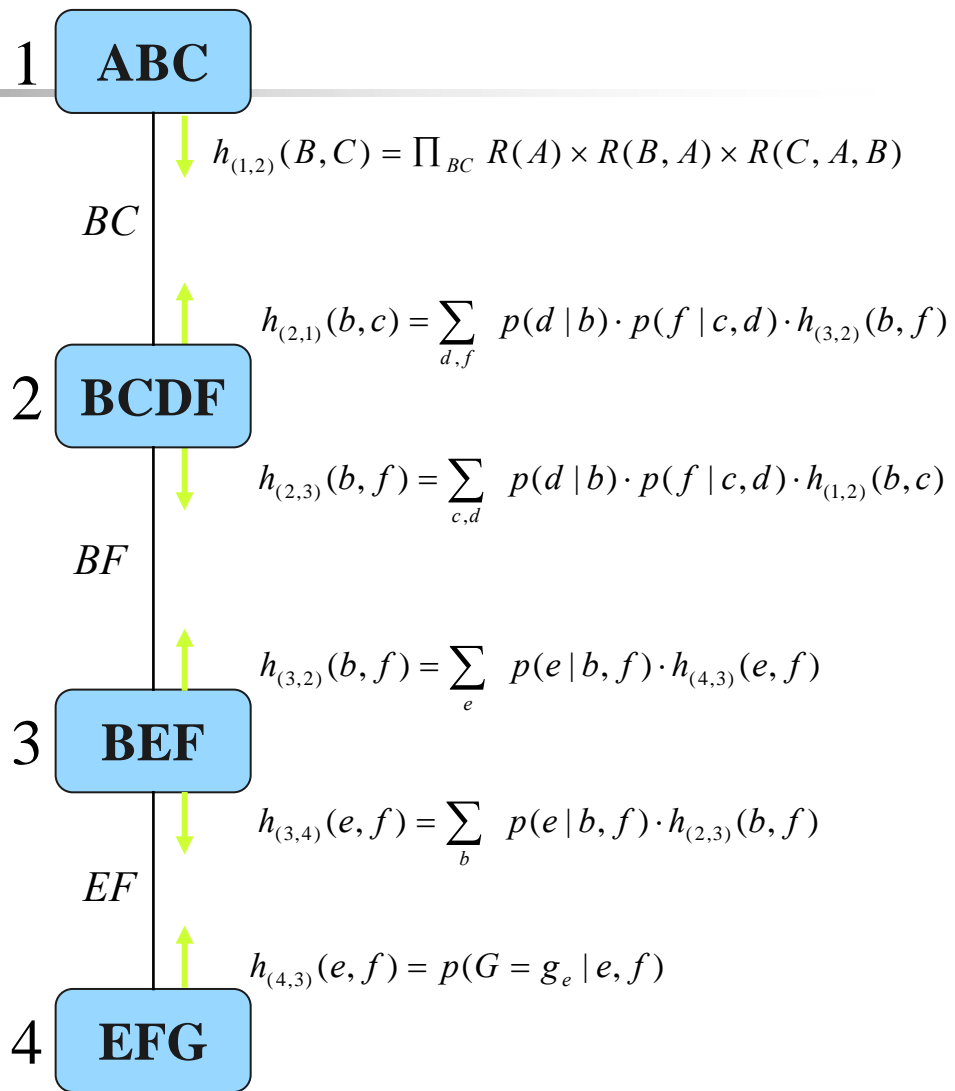 1 ABC
h_(1,2)(B, C) = ∏_BC R(A) × R(B, A) × R(C, A, B)
BC
h_(2,1)(b, c) = ∑_d,f p(d | b) · p(f | c, d) · h_(3,2)(b, f)
2 BCDF
h_(2,3)(b, f) = ∑_c,d p(d | b) · p(f | c, d) · h_(1,2)(b, c)
BF
h_(3,2)(b, f) = ∑_e p(e | b, f) · h_(4,3)(e, f)
3 BEF
h_(3,4)(e, f) = ∑_b p(e | b, f) · h_(2,3)(b, f)
EF
h_(4,3)(e, f) = p(G = g_e | e, f)
4 EFG